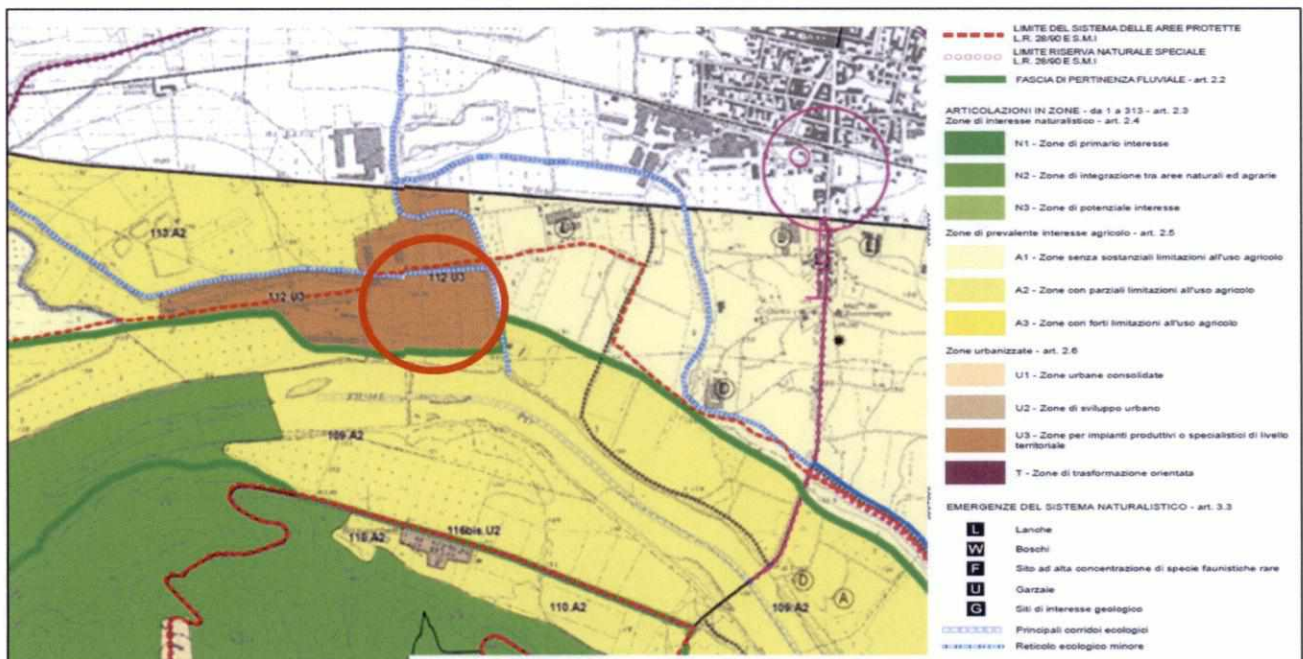 LIMITE DEL SISTEMA DELLE AREE PROTETTE
L.R. 28/90 E S.M.I
LIMITE RISERVA NATURALE SPECIALE
L.R. 28/90 E S.M.I
FASCIA DI PERTINENZA FLUVIALE - art. 2.2
ARTICOLAZIONI IN ZONE - da 1 a 313 - art. 2.3
Zone di interesse naturalistico - art. 2.4
N1 - Zone di primario interesse
N2 - Zone di integrazione tra aree naturali ed agrarie
N3 - Zone di potenziale interesse
Zone di prevalente interesse agricolo - art. 2.5
A1 - Zone senza sostanziali limitazioni all'uso agricolo
A2 - Zone con parziali limitazioni all'uso agricolo
A3 - Zone con forti limitazioni all'uso agricolo
Zone urbanizzate - art. 2.6
U1 - Zone urbane consolidate
U2 - Zone di sviluppo urbano
U3 - Zone per impianti produttivi o specialistici di livello
territoriale
T - Zone di trasformazione orientata
EMERGENZE DEL SISTEMA NATURALISTICO - art. 3.3
L Lanche
W Boschi
F Sito ad alta concentrazione di specie faunistiche rare
U Garzaie
G Siti di interesse geologico
Principali corridoi ecologici
Reticolo ecologico minore
113.A2
D
D
112.U3
112.U3
D
109.A2
116bis.U2
110.A2
D
A
110.A2
109.A2